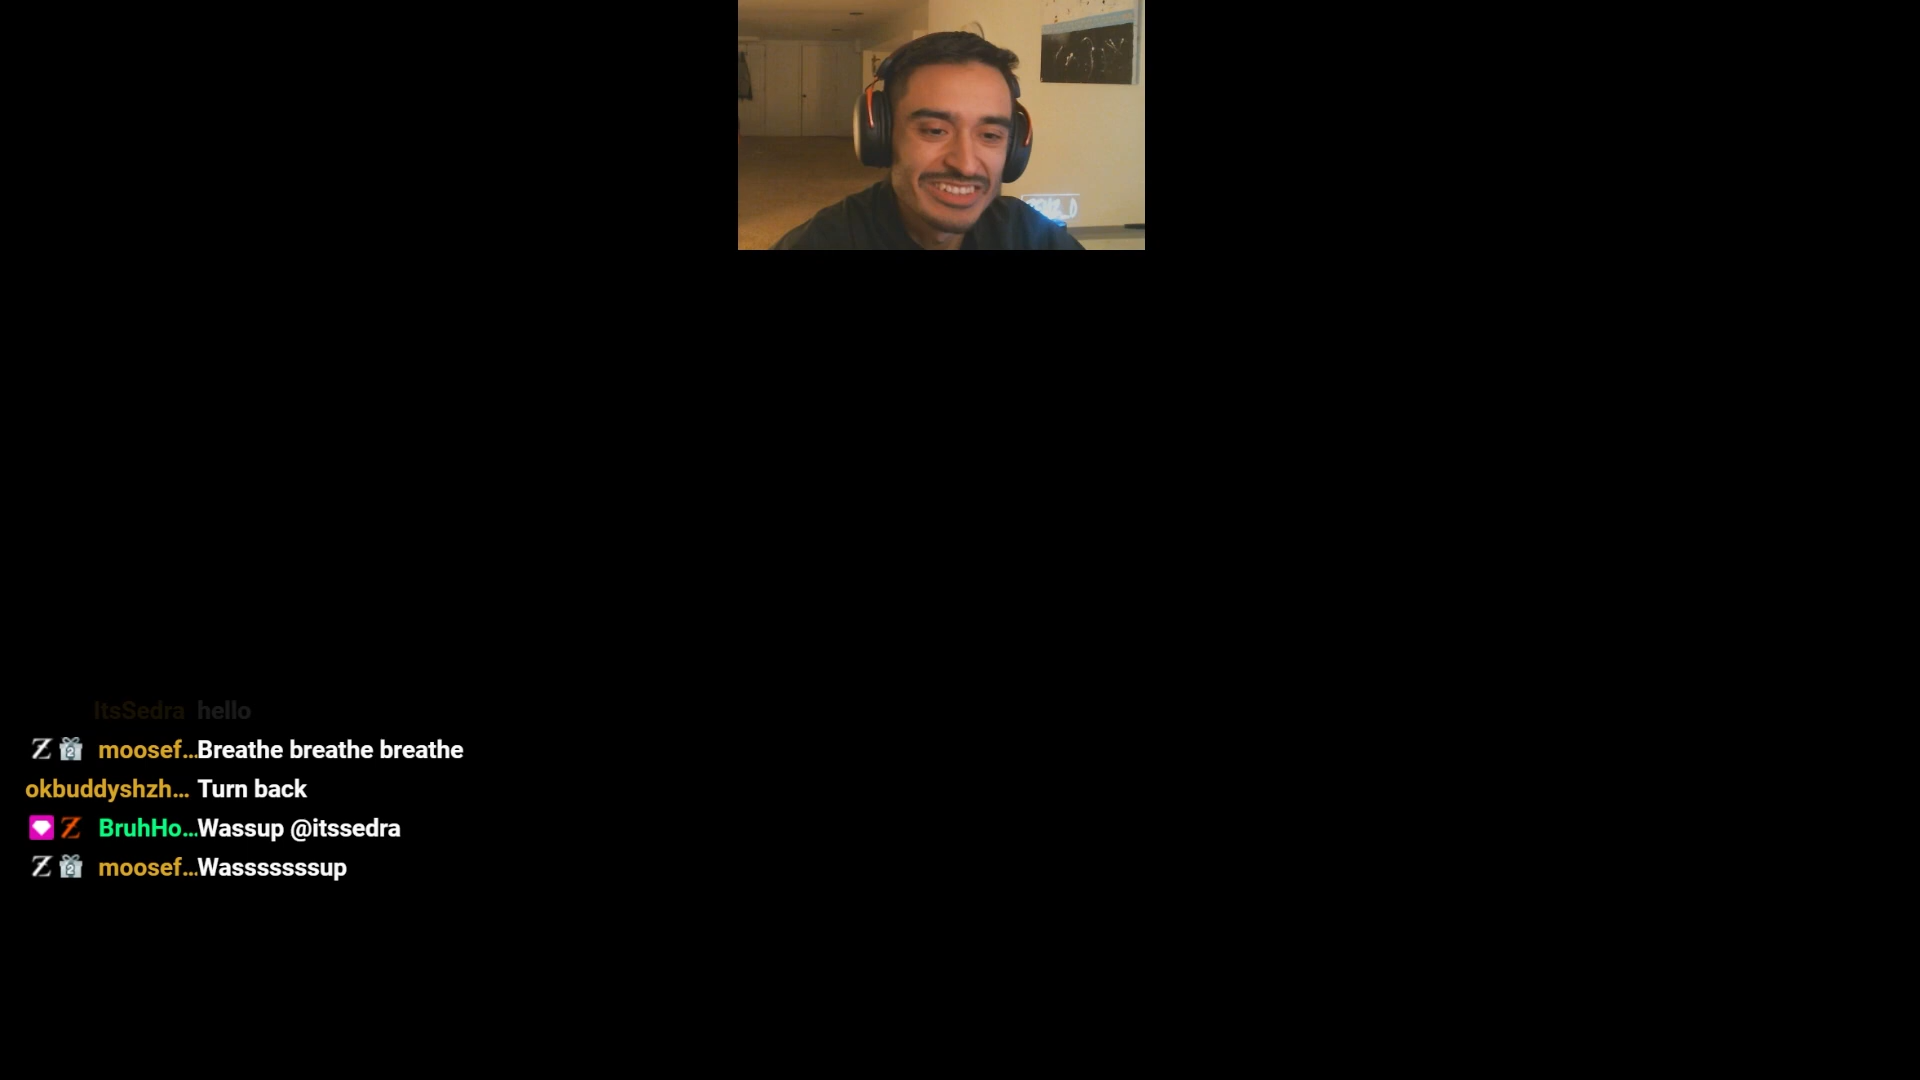 ItsSedra hello
moosef...Breathe breathe breathe
okbuddyshzh... Turn back
BruhHo...Wassup @itssedra
moosef...Wasssssssup